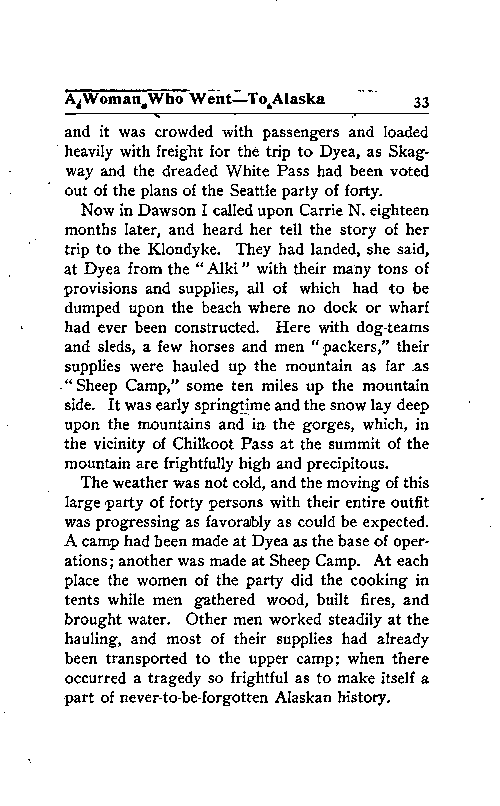 A Woman Who Went—To Alaska 33
and it was crowded with passengers and loaded
heavily with freight for the trip to Dyea, as Skag-
way and the dreaded White Pass had been voted
out of the plans of the Seattle party of forty.
Now in Dawson I called upon Carrie N. eighteen
months later, and heard her tell the story of her
trip to the Klondyke. They had landed, she said,
at Dyea from the "Alki" with their many tons of
provisions and supplies, all of which had to be
dumped upon the beach where no dock or wharf
had ever been constructed. Here with dog-teams
and sleds, a few horses and men "packers," their
supplies were hauled up the mountain as far as
"Sheep Camp," some ten miles up the mountain
side. It was early springtime and the snow lay deep
upon the mountains and in the gorges, which, in
the vicinity of Chilkoot Pass at the summit of the
mountain are frightfully high and precipitous.
The weather was not cold, and the moving of this
large party of forty persons with their entire outfit
was progressing as favorably as could be expected.
A camp had been made at Dyea as the base of oper-
ations; another was made at Sheep Camp. At each
place the women of the party did the cooking in
tents while men gathered wood, built fires, and
brought water. Other men worked steadily at the
hauling, and most of their supplies had already
been transported to the upper camp; when there
occurred a tragedy so frightful as to make itself a
part of never-to-be-forgotten Alaskan history.